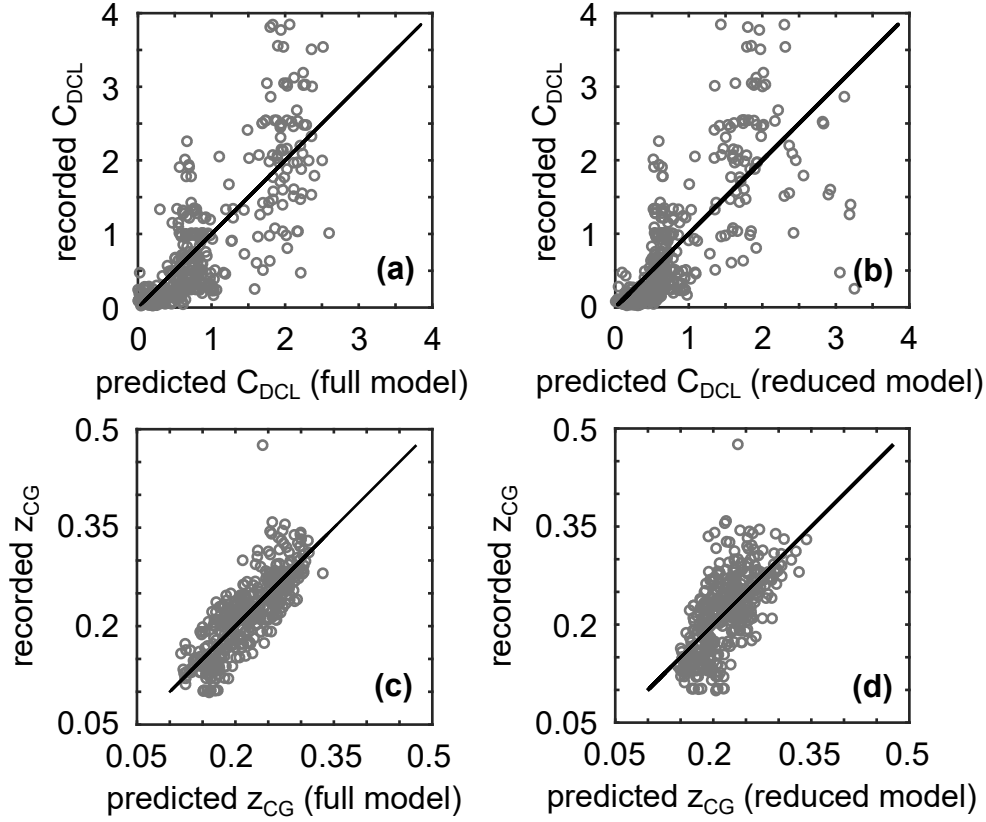 recorded C_DCL
4
3
2
1
0
(a)
0 1 2 3 4
predicted C_DCL (full model)
recorded C_DCL
4
3
2
1
0
(b)
0 1 2 3 4
predicted C_DCL (reduced model)
recorded z_CG
0.5
0.35
0.2
0.05
(c)
0.05 0.2 0.35 0.5
predicted z_CG (full model)
recorded z_CG
0.5
0.35
0.2
0.05
(d)
0.05 0.2 0.35 0.5
predicted z_CG (reduced model)